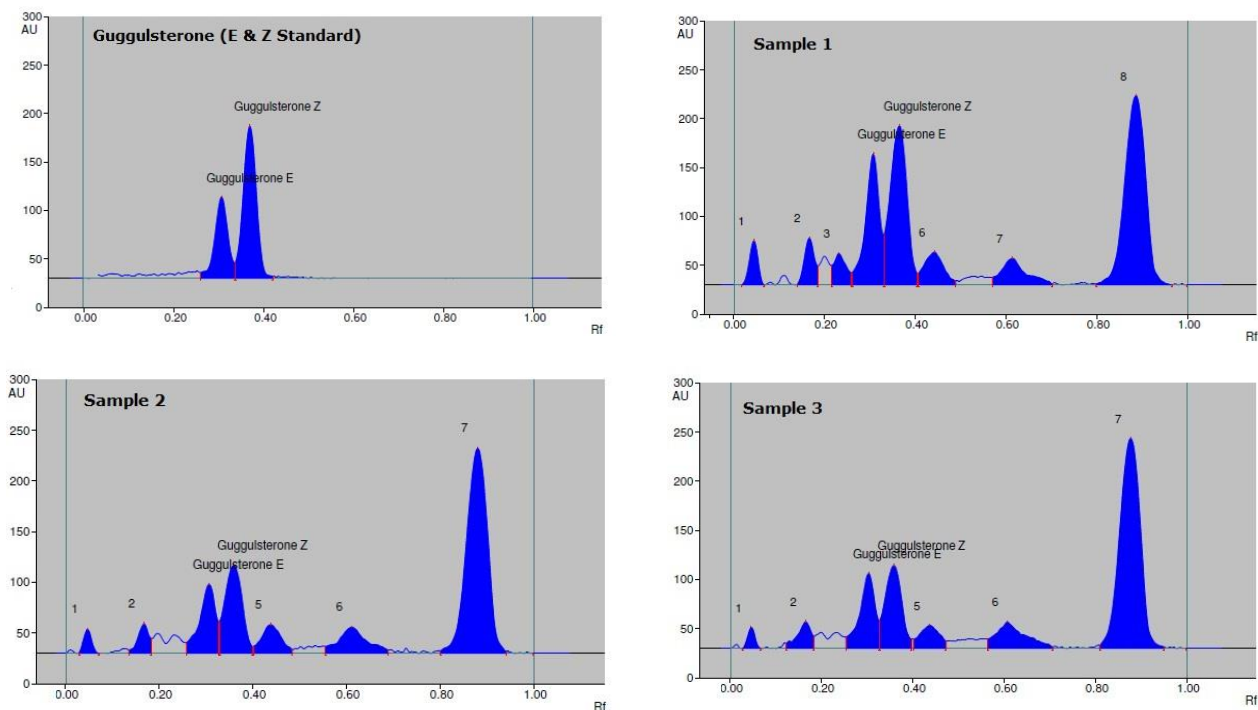 300
AU
Guggulsterone (E & Z Standard)
250
Guggulsterone Z
200
150
Guggulsterone E
100
50
0
0.00 0.20 0.40 0.60 0.80 1.00
Rf
300
AU
Sample 1
250
8
Guggulsterone Z
200
Guggulsterone E
150
100
1 2 3 6 7
50
0
0.00 0.20 0.40 0.60 0.80 1.00
Rf
300
AU
Sample 2
250
7
200
150
Guggulsterone Z
Guggulsterone E
100
1 2 5 6
50
0
0.00 0.20 0.40 0.60 0.80 1.00
Rf
300
AU
Sample 3
7
250
200
150
Guggulsterone Z
Guggulsterone E
100
1 2 5 6
50
0
0.00 0.20 0.40 0.60 0.80 1.00
Rf